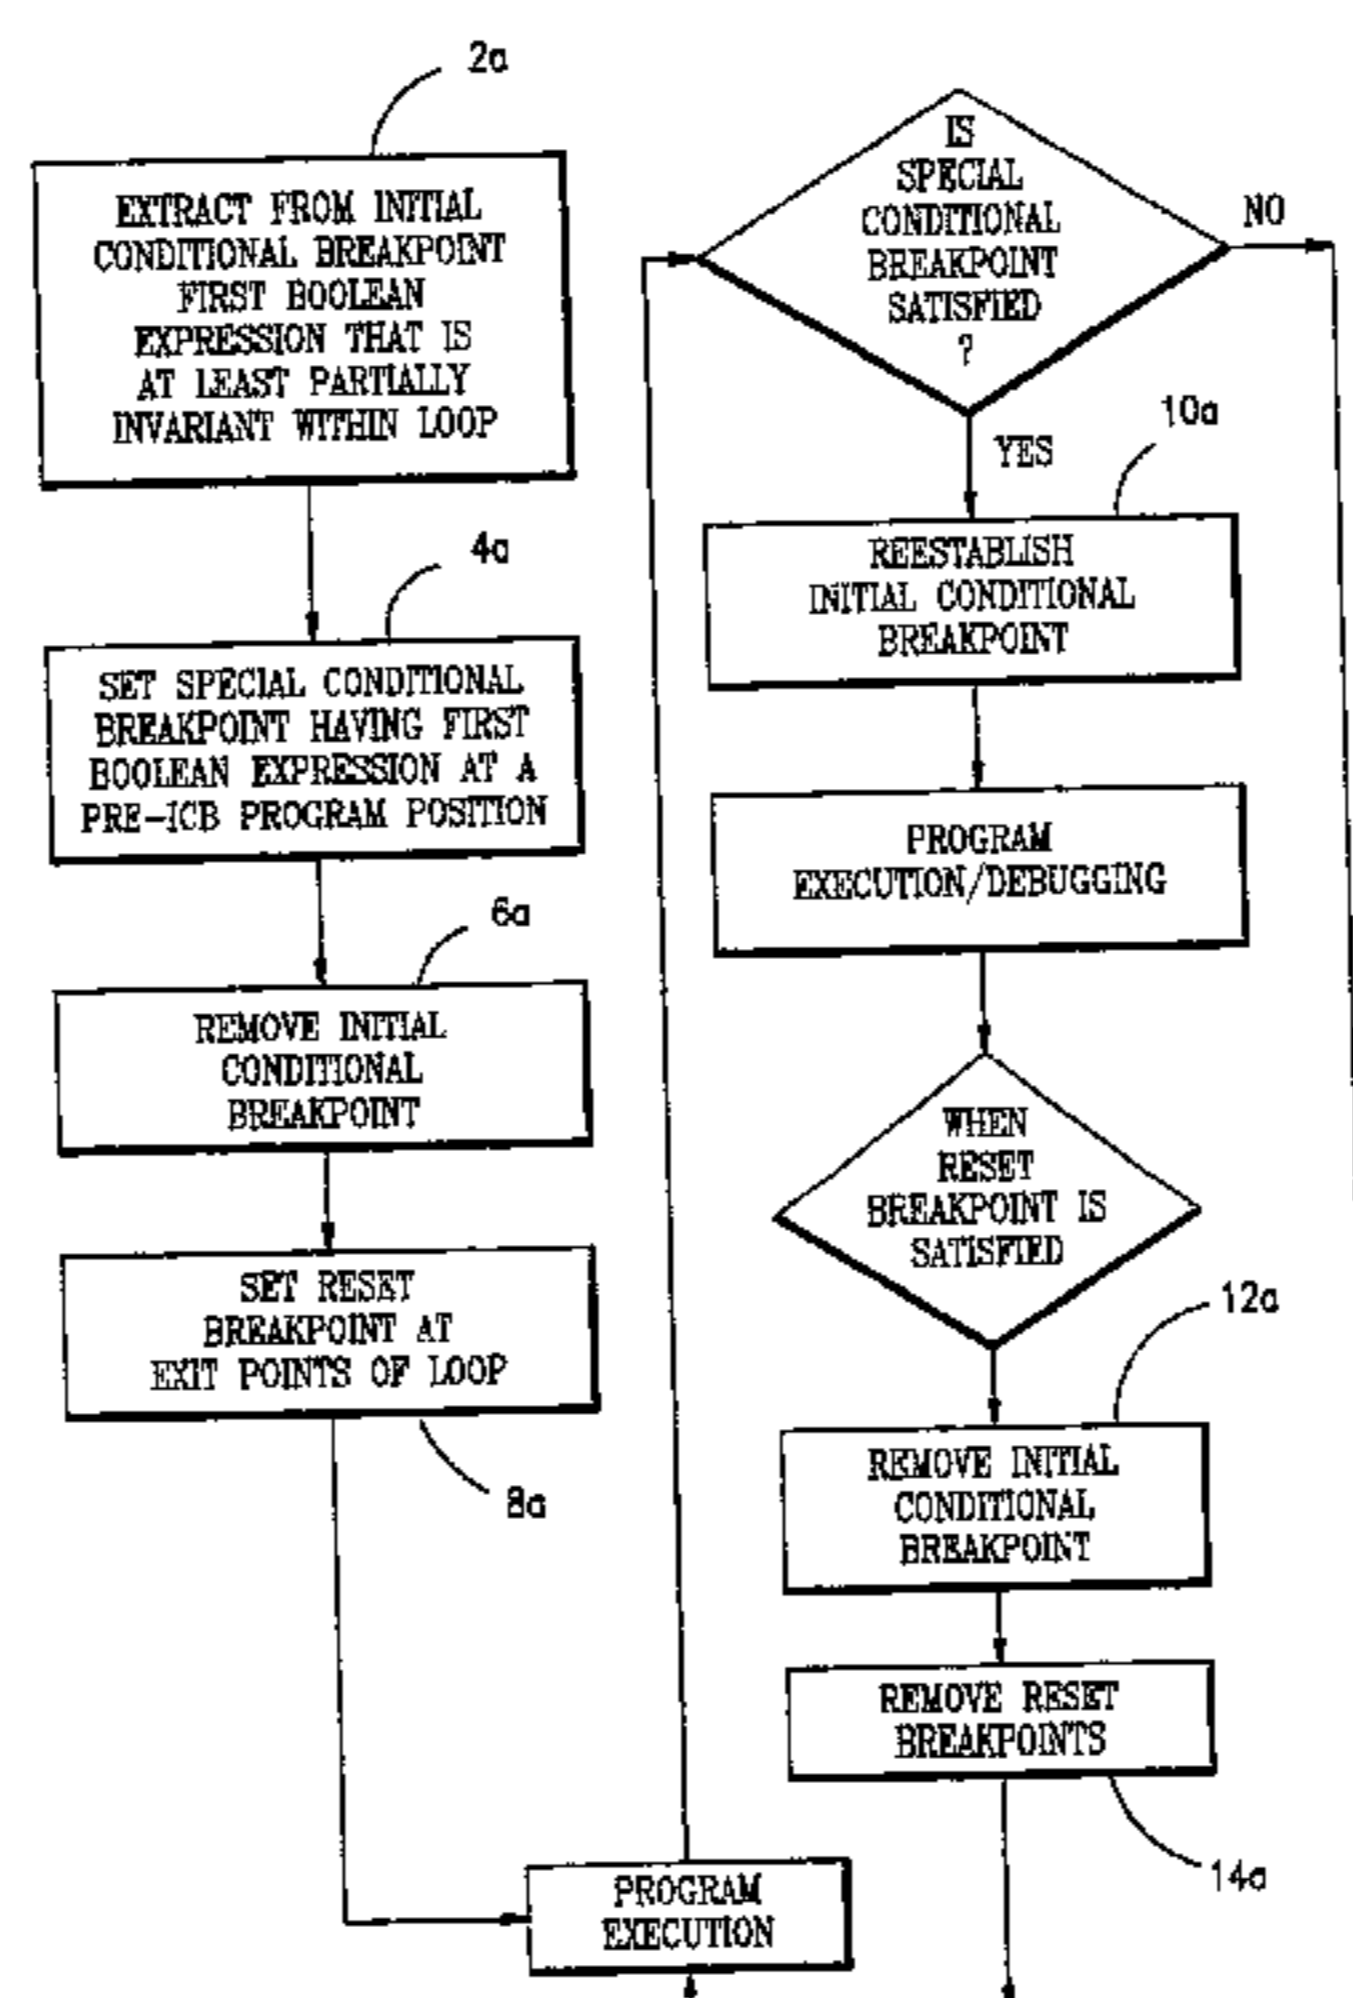 2a
EXTRACT FROM INITIAL
CONDITIONAL BREAKPOINT
FIRST BOOLEAN
EXPRESSION THAT IS
AT LEAST PARTIALLY
INVARIANT WITHIN LOOP
4a
SET SPECIAL CONDITIONAL
BREAKPOINT HAVING FIRST
BOOLEAN EXPRESSION AT A
PRE-ICB PROGRAM POSITION
6a
REMOVE INITIAL
CONDITIONAL
BREAKPOINT
SET RESET
BREAKPOINT AT
EXIT POINTS OF LOOP
8a
PROGRAM
EXECUTION
IS
SPECIAL
CONDITIONAL
BREAKPOINT
SATISFIED
?
NO
YES
10a
REESTABLISH
INITIAL CONDITIONAL
BREAKPOINT
PROGRAM
EXECUTION/DEBUGGING
WHEN
RESET
BREAKPOINT IS
SATISFIED
12a
REMOVE INITIAL
CONDITIONAL
BREAKPOINT
REMOVE RESET
BREAKPOINTS
14a